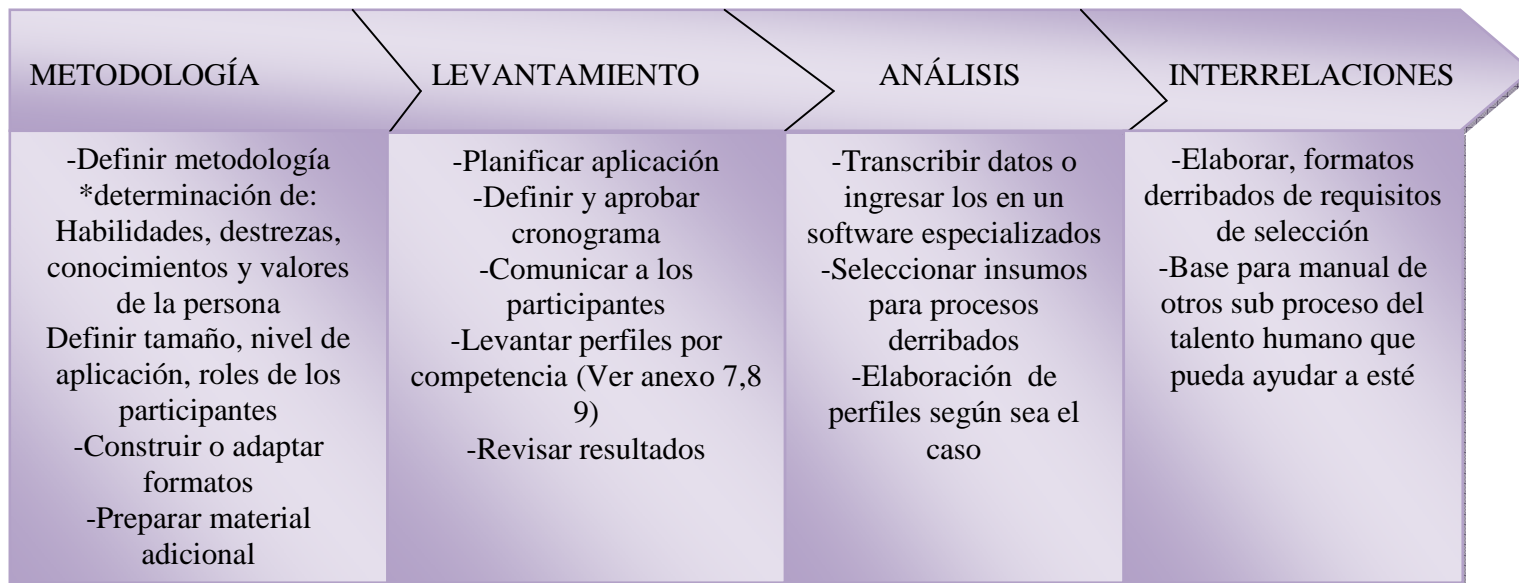 METODOLOGÍA
LEVANTAMIENTO
ANÁLISIS
INTERRELACIONES
-Definir metodología
*determinación de:
Habilidades, destrezas,
conocimientos y valores
de la persona
Definir tamaño, nivel de
aplicación, roles de los
participantes
-Construir o adaptar
formatos
-Preparar material
adicional
-Planificar aplicación
-Definir y aprobar
cronograma
-Comunicar a los
participantes
-Levantar perfiles por
competencia (Ver anexo 7,8
9)
-Revisar resultados
-Transcribir datos o
ingresar los en un
software especializados
-Seleccionar insumos
para procesos
derribados
-Elaboración de
perfiles según sea el
caso
-Elaborar, formatos
derribados de requisitos
de selección
-Base para manual de
otros sub proceso del
talento humano que
pueda ayudar a esté